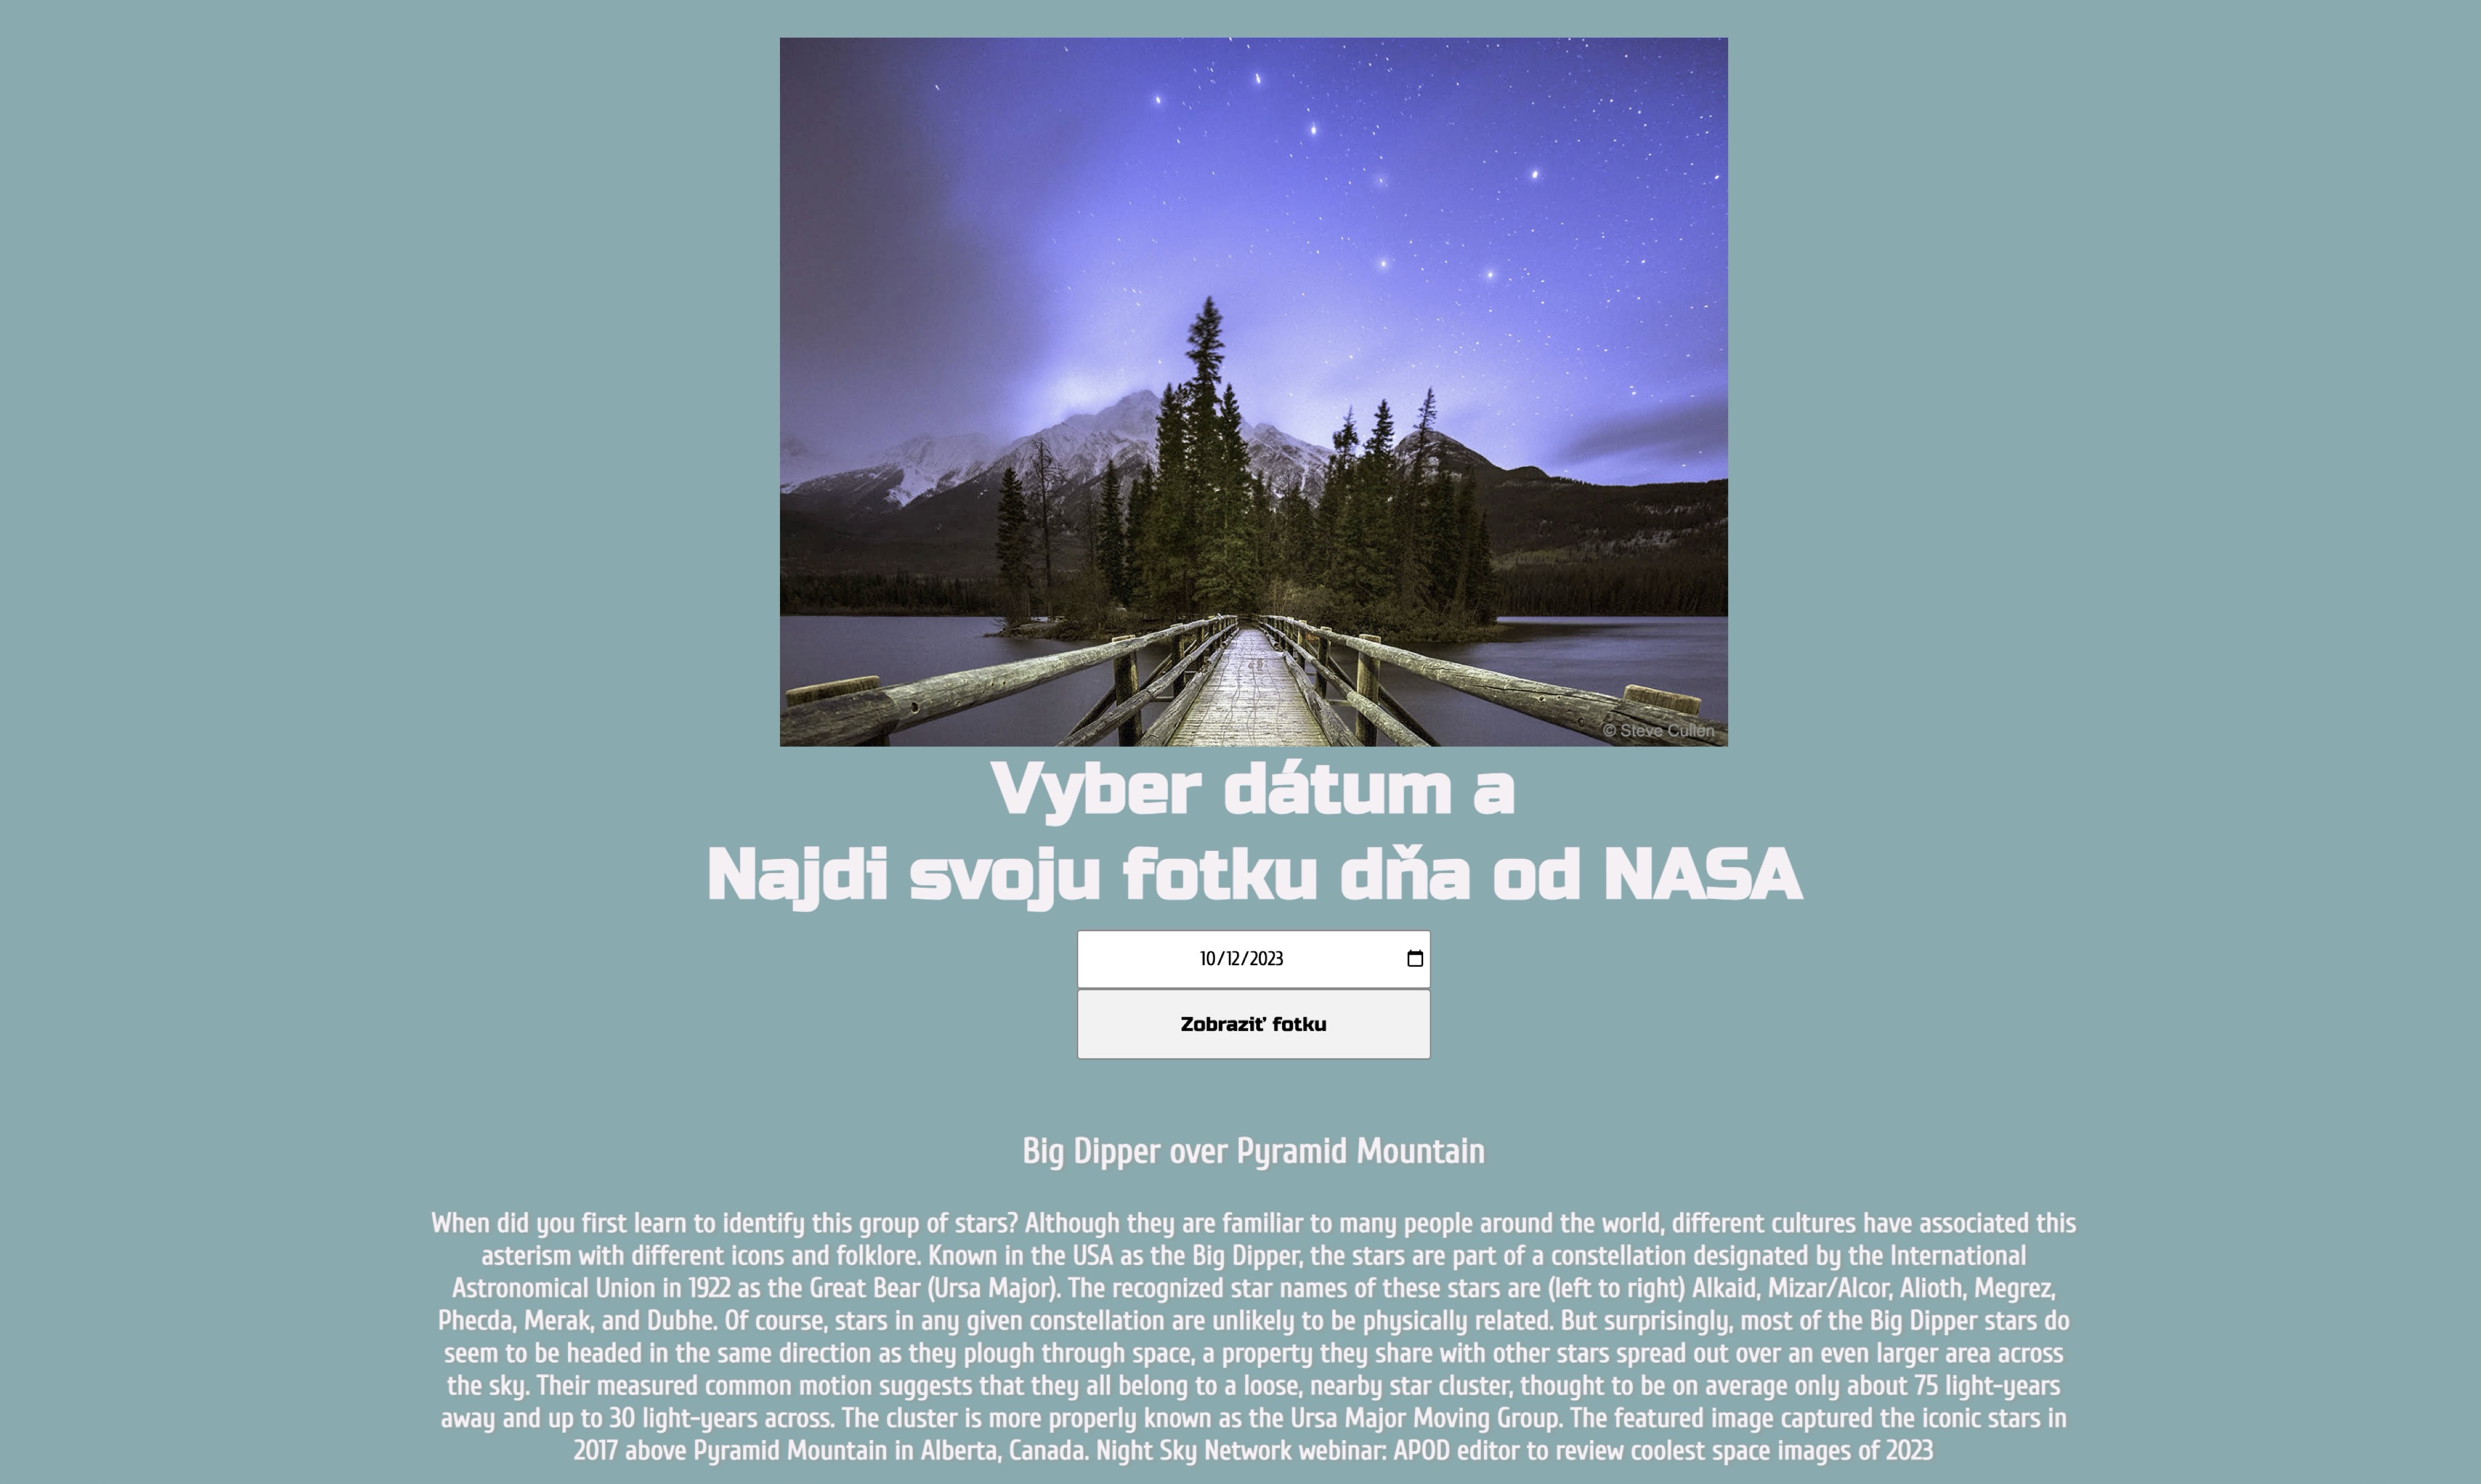 © Steve Cullen
Vyber dátum a
Najdi svoju fotku dňa od NASA
10/12/2023
Zobraziť fotku
Big Dipper over Pyramid Mountain
When did you first learn to identify this group of stars? Although they are familiar to many people around the world, different cultures have associated this
asterism with different icons and folklore. Known in the USA as the Big Dipper, the stars are part of a constellation designated by the International
Astronomical Union in 1922 as the Great Bear (Ursa Major). The recognized star names of these stars are (left to right) Alkaid, Mizar/Alcor, Alioth, Megrez,
Phecda, Merak, and Dubhe. Of course, stars in any given constellation are unlikely to be physically related. But surprisingly, most of the Big Dipper stars do
seem to be headed in the same direction as they plough through space, a property they share with other stars spread out over an even larger area across
the sky. Their measured common motion suggests that they all belong to a loose, nearby star cluster, thought to be on average only about 75 light-years
away and up to 30 light-years across. The cluster is more properly known as the Ursa Major Moving Group. The featured image captured the iconic stars in
2017 above Pyramid Mountain in Alberta, Canada. Night Sky Network webinar: APOD editor to review coolest space images of 2023